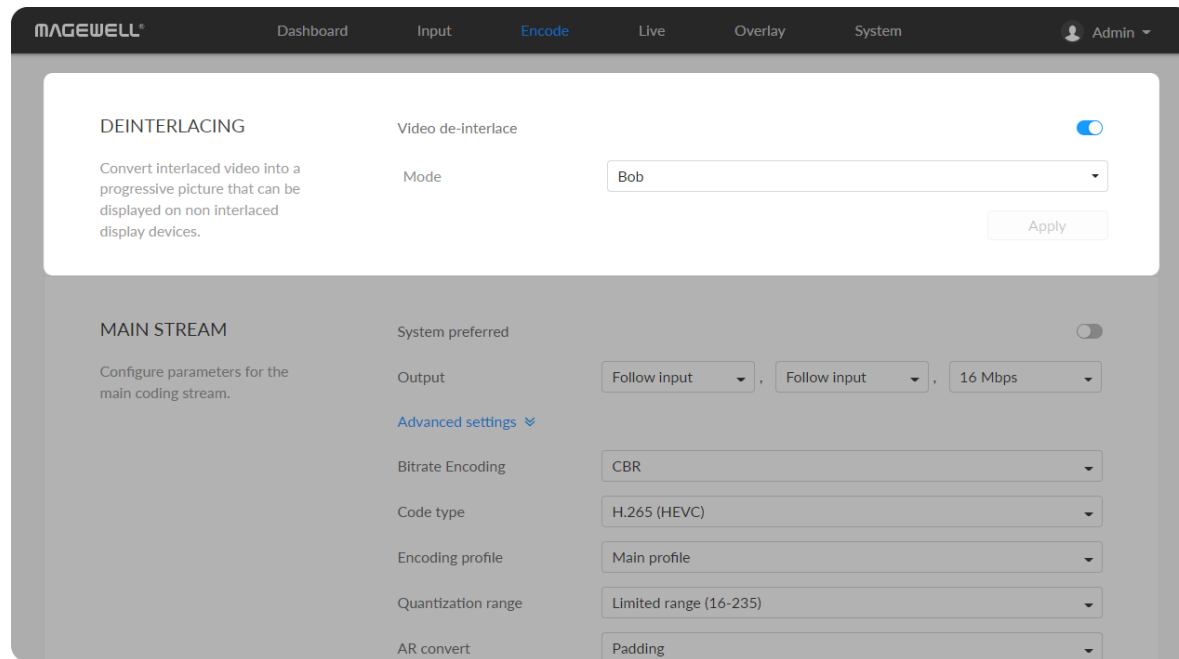 MAGEWELL® Dashboard Input Encode Live Overlay System Admin
DEINTERLACING
Convert interlaced video into a
progressive picture that can be
displayed on non interlaced
display devices.
Video de-interlace
Mode Bob
Apply
MAIN STREAM
Configure parameters for the
main coding stream.
System preferred
Output Follow input , Follow input , 16 Mbps
Advanced settings
Bitrate Encoding CBR
Code type H.265 (HEVC)
Encoding profile Main profile
Quantization range Limited range (16-235)
AR convert Padding